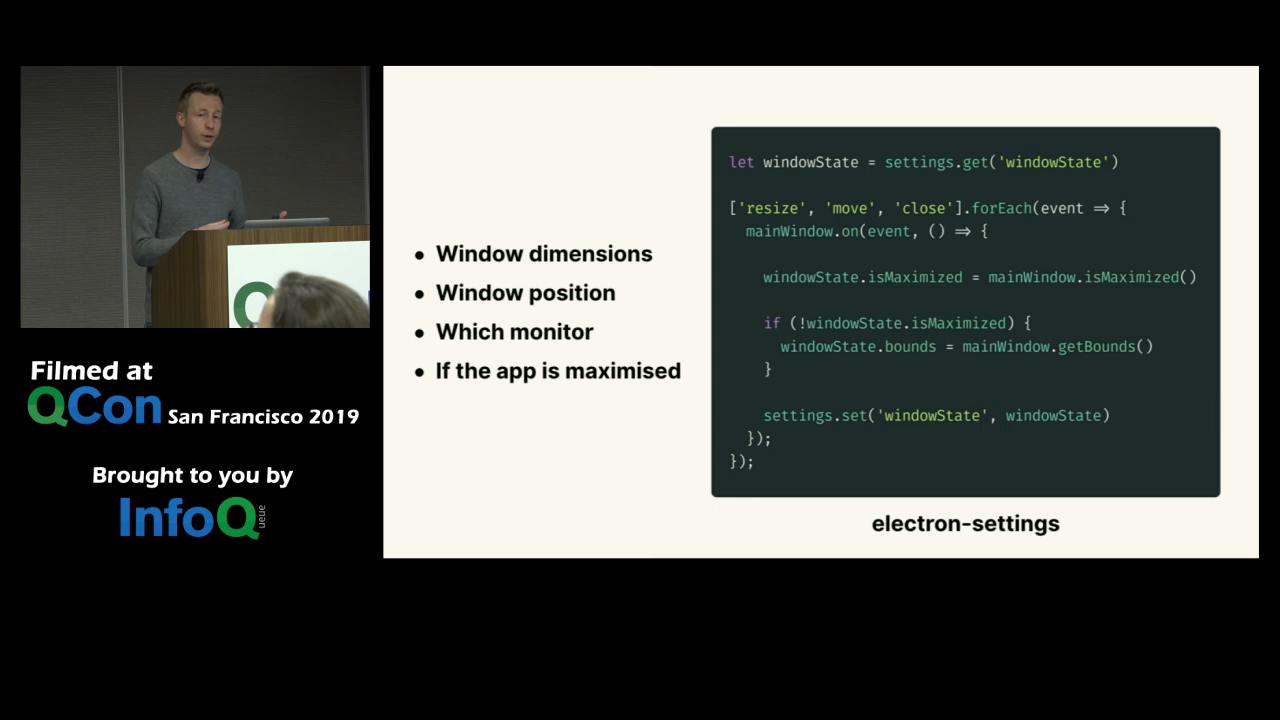 Filmed at
QCon San Francisco 2019
Brought to you by
InfoQueue
• Window dimensions
• Window position
• Which monitor
• If the app is maximised
let windowState = settings.get('windowState')
['resize', 'move', 'close'].forEach(event ⇒ {
mainWindow.on(event, () ⇒ {
windowState.isMaximized = mainWindow.isMaximized()
if (!windowState.isMaximized) {
windowState.bounds = mainWindow.getBounds()
}
settings.set('windowState', windowState)
});
});
electron-settings